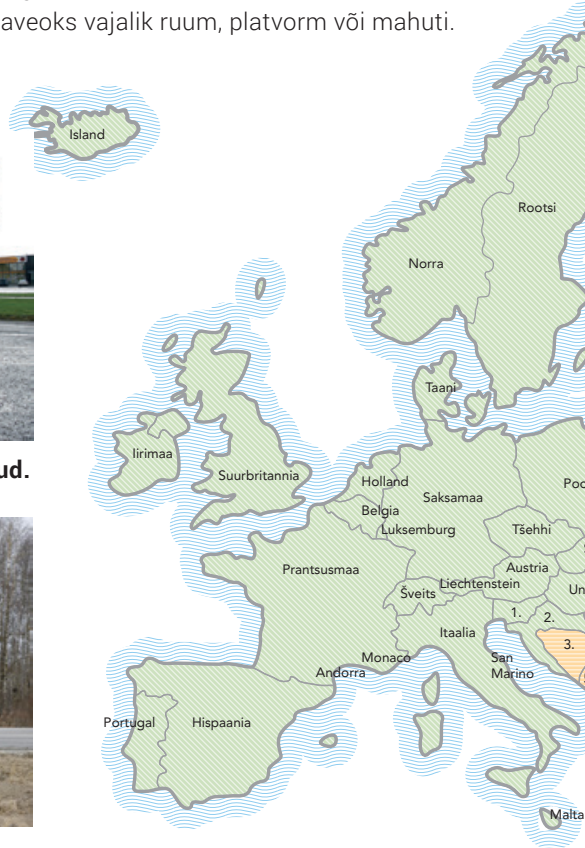 aveoks vajalik ruum, platvorm või mahuti.
Island
Rootsi
Norra
Taani
Iirimaa
Suurbritannia
ud.
Holland
Saksamaa
Belgia
Luksemburg
Tšehhi
Prantsusmaa
Austria
Liechtenstein
Šveits
1.
2.
Itaalia
3.
Monaco
San
Marino
Andorra
Portugal
Hispaania
Malta